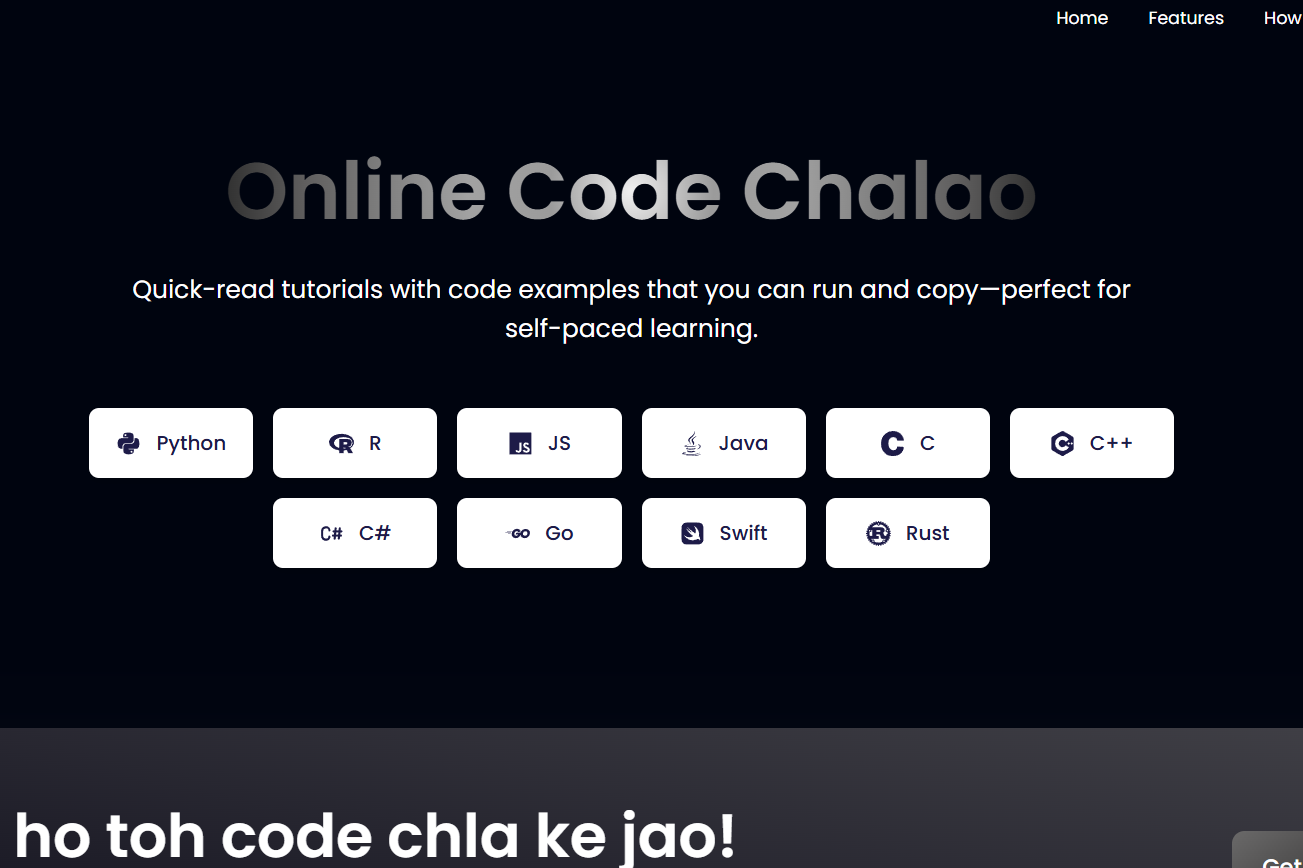 Home Features How
Online Code Chalao
Quick-read tutorials with code examples that you can run and copy—perfect for
self-paced learning.
Python R JS JS Java C C++
C# C# GO Go Swift R Rust
ho toh code chla ke jao!
Get